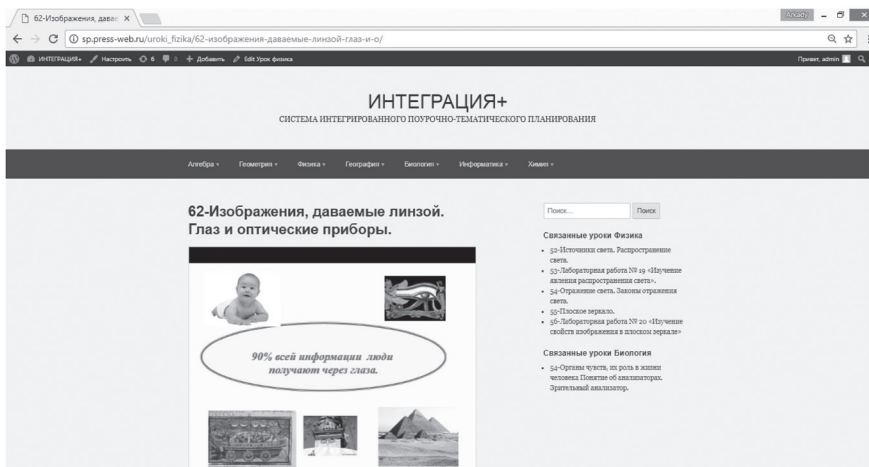 62-Изображения, давае
Arkady
sp.press-web.ru/uroki_fizika/62-изображения-даваемые-линзой-глаз-и-о/
ИНТЕГРАЦИЯ+ Настроить 6 0 Добавить Edit Урок физика
Привет, admin
ИНТЕГРАЦИЯ+
СИСТЕМА ИНТЕГРИРОВАННОГО ПОУРОЧНО-ТЕМАТИЧЕСКОГО ПЛАНИРОВАНИЯ
Алгебра Геометрия Физика География Биология Информатика Химия
62-Изображения, даваемые линзой.
Глаз и оптические приборы.
90% всей информации люди
получают через глаза.
Поиск... Поиск
Связанные уроки Физика
52-Источники света. Распространение
света.
53-Лабораторная работа № 19 «Изучение
явления распространения света».
54-Отражение света. Законы отражения
света.
55-Плоское зеркало.
56-Лабораторная работа № 20 «Изучение
свойств изображения в плоском зеркале»
Связанные уроки Биология
54-Органы чувств, их роль в жизни
человека Понятие об анализаторах.
Зрительный анализатор.